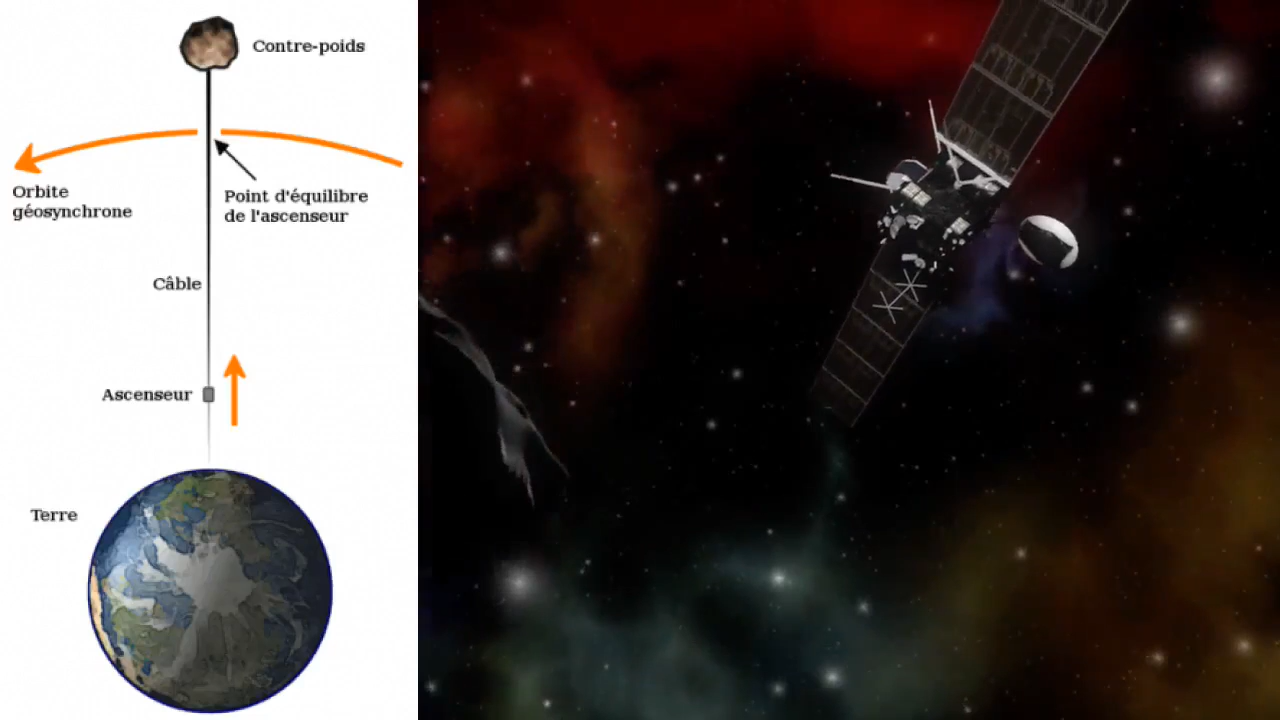 Contre-poids
Orbite
géosynchrone
Point d'équilibre
de l'ascenseur
Câble
Ascenseur
Terre